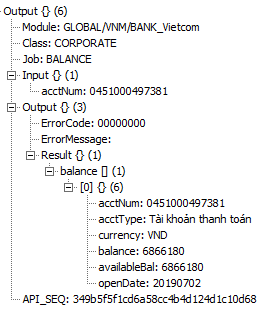 Output {} (6)
Module: GLOBAL/VNM/BANK_Vietcom
Class: CORPORATE
Job: BALANCE
Input {} (1)
acctNum: 0451000497381
Output {} (3)
ErrorCode: 00000000
ErrorMessage:
Result {} (1)
balance [] (1)
[0] {} (6)
acctNum: 0451000497381
acctType: Tài khoản thanh toán
currency: VND
balance: 6866180
availableBal: 6866180
openDate: 20190702
API_SEQ: 349b5f5f1cd6a58cc4b4d124d1c10d68